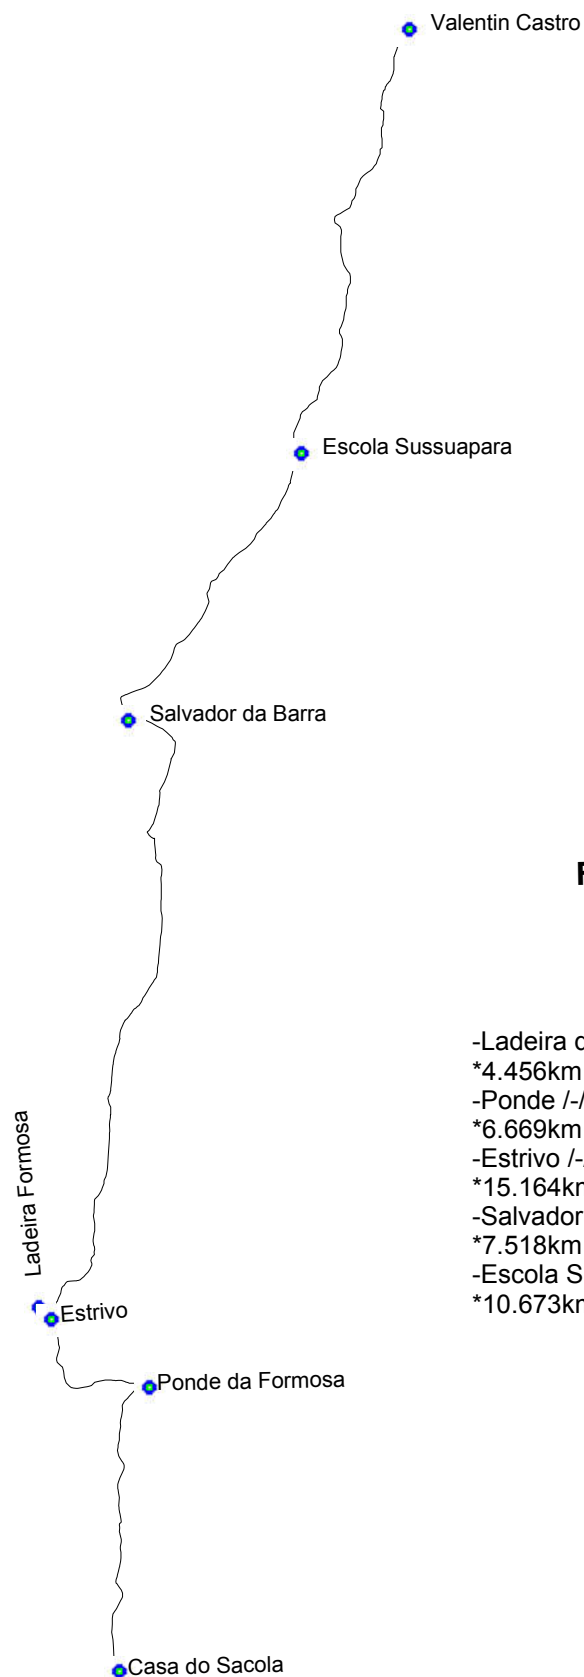 Valentin Castro
Escola Sussuapara
Salvador da Barra
F
-Ladeira d
*4.456km
-Ponde /-/
*6.669km
-Estrivo /-/
*15.164km
-Salvador
*7.518km
-Escola S
*10.673km
Ladeira Formosa
Estrivo
Ponde da Formosa
Casa do Sacola